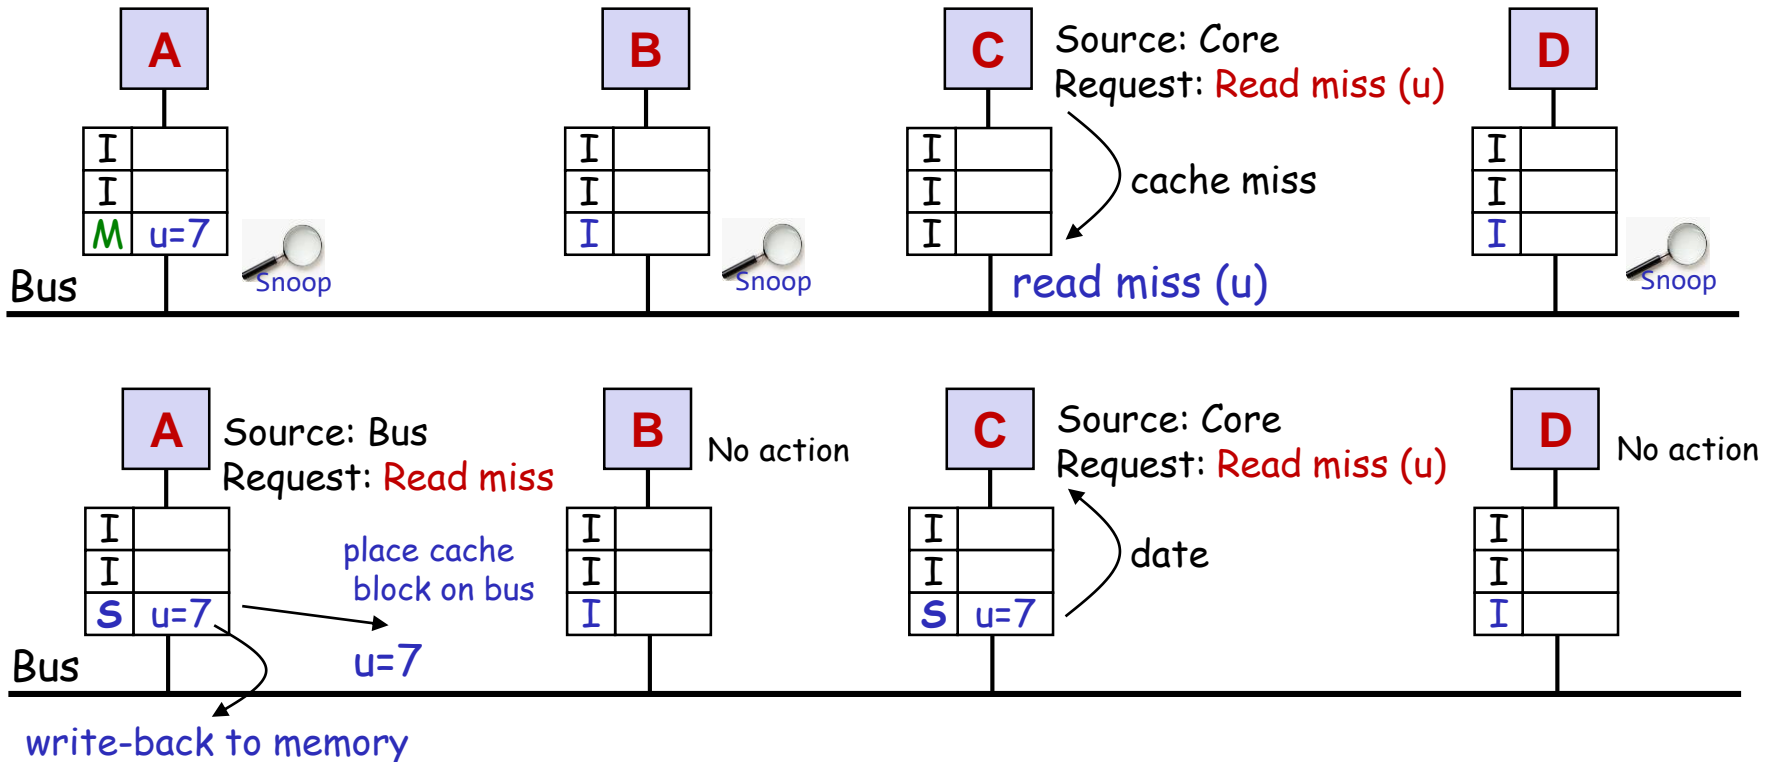 A
B
C
Source: Core
Request: Read miss (u)
D
I
I
M u=7
I
I
I
I
I
I
I
I
I
cache miss
Snoop
Snoop
Snoop
Bus
read miss (u)
A
Source: Bus
Request: Read miss
B
No action
C
Source: Core
Request: Read miss (u)
D
No action
I
I
S u=7
place cache
block on bus
u=7
I
I
I
I
I
S u=7
date
I
I
I
Bus
write-back to memory